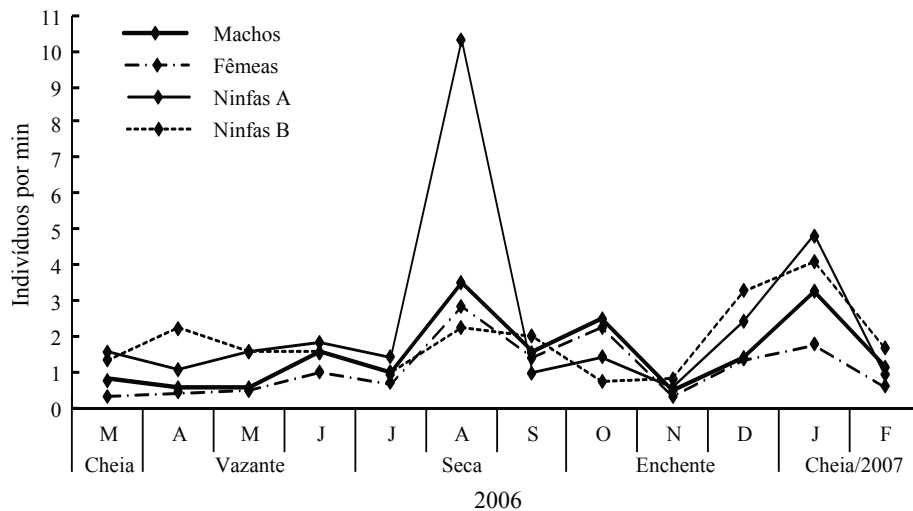 11
10
9
8
7
6
5
4
3
2
1
0
Indivíduos por min
Machos
Fêmeas
Ninfas A
Ninfas B
M A M J J A S O N D J F
Cheia Vazante Seca Enchente Cheia/2007
2006